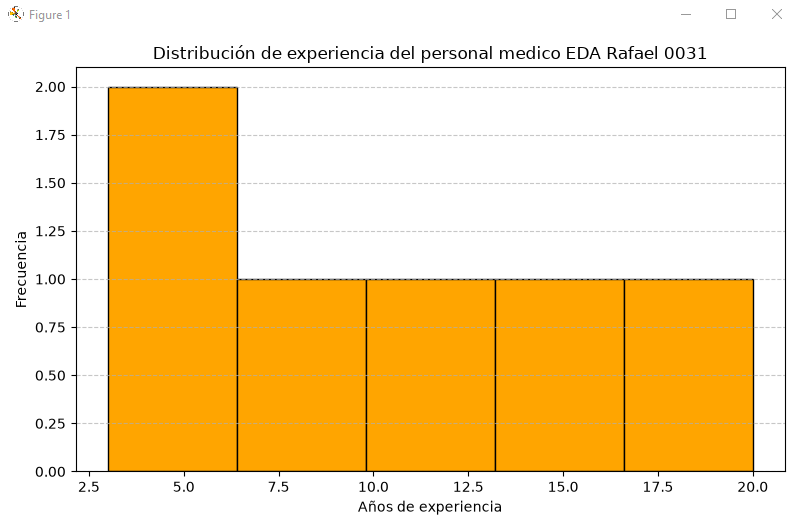 Figure 1
Distribución de experiencia del personal medico EDA Rafael 0031
2.00
1.75
1.50
1.25
1.00
0.75
0.50
0.25
0.00
Frecuencia
2.5 5.0 7.5 10.0 12.5 15.0 17.5 20.0
Años de experiencia